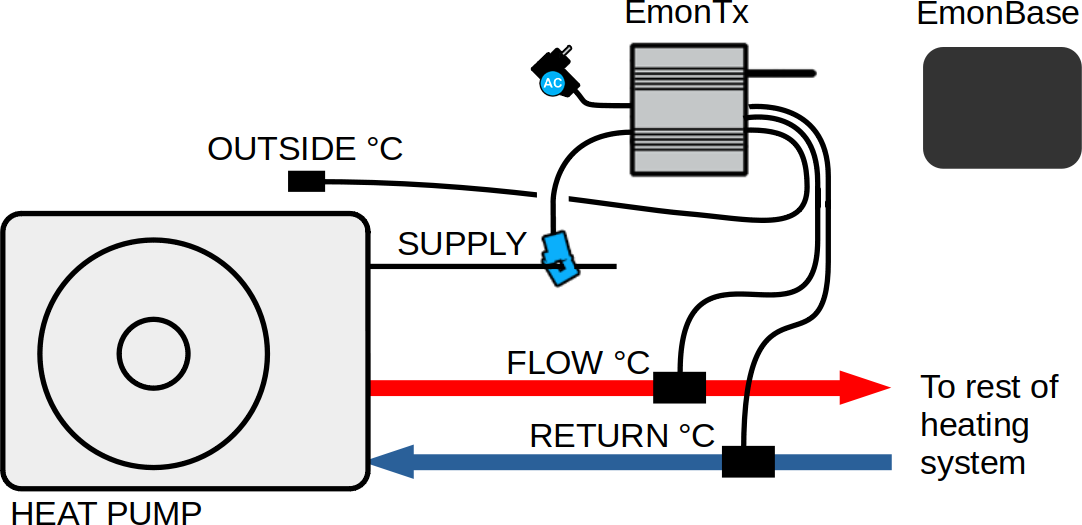 EmonTx
EmonBase
AC
OUTSIDE °C
SUPPLY
FLOW °C
To rest of
heating
system
RETURN °C
HEAT PUMP